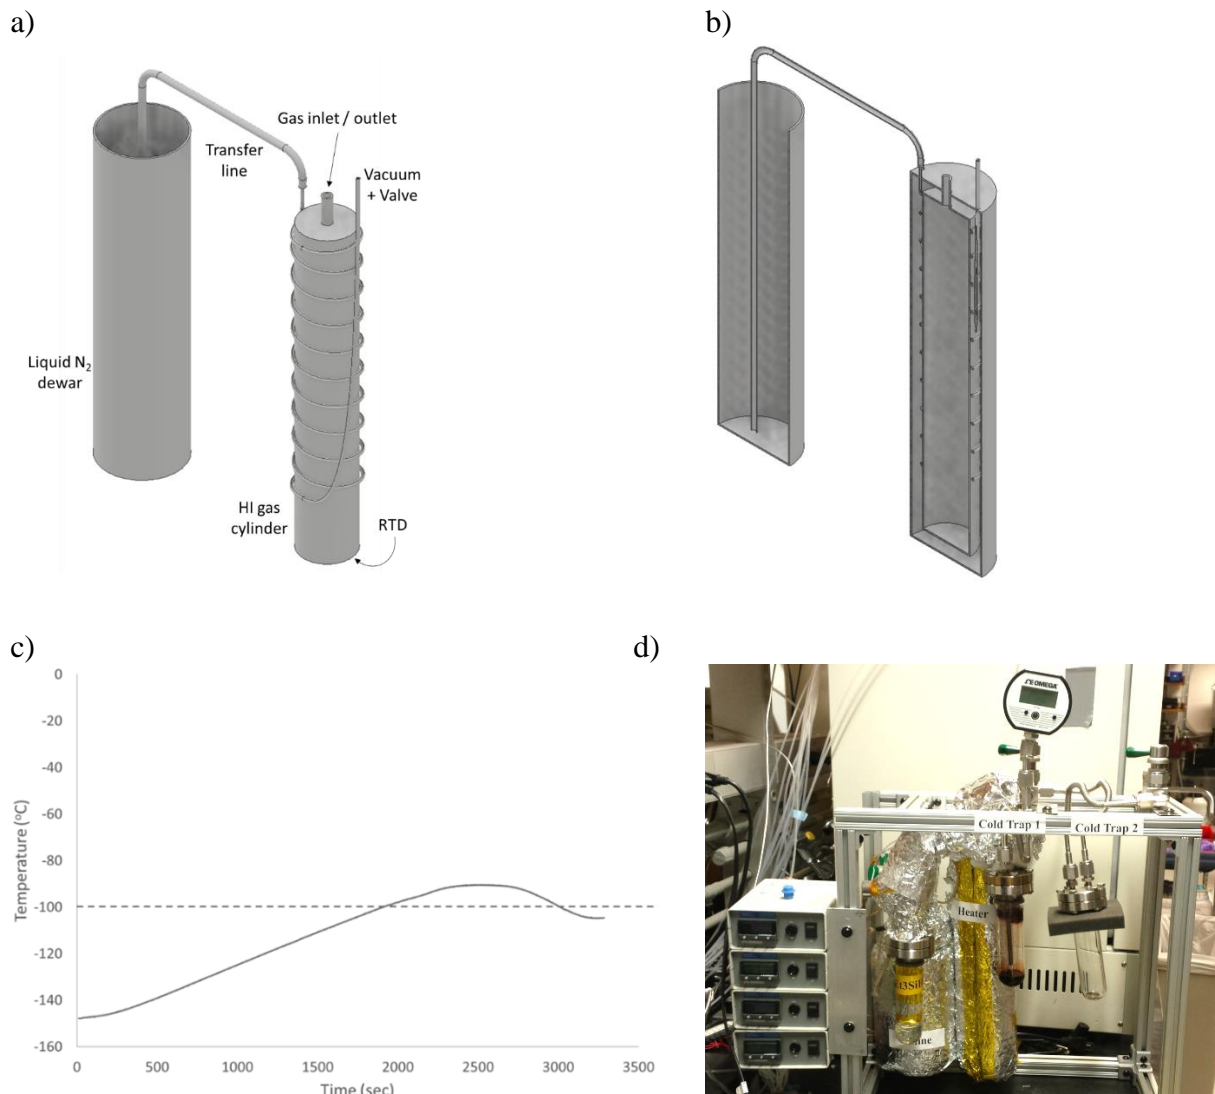 a)
b)
Gas inlet / outlet
Transfer
line
Vacuum
+ Valve
Liquid N₂
dewar
HI gas
cylinder
RTD
c)
d)
0
-20
-40
-60
-80
-100
-120
-140
-160
Temperature (°C)
0
500
1000
1500
2000
2500
3000
3500
Time (sec)
OMEGA
Cold Trap 1
Cold Trap 2
Heater